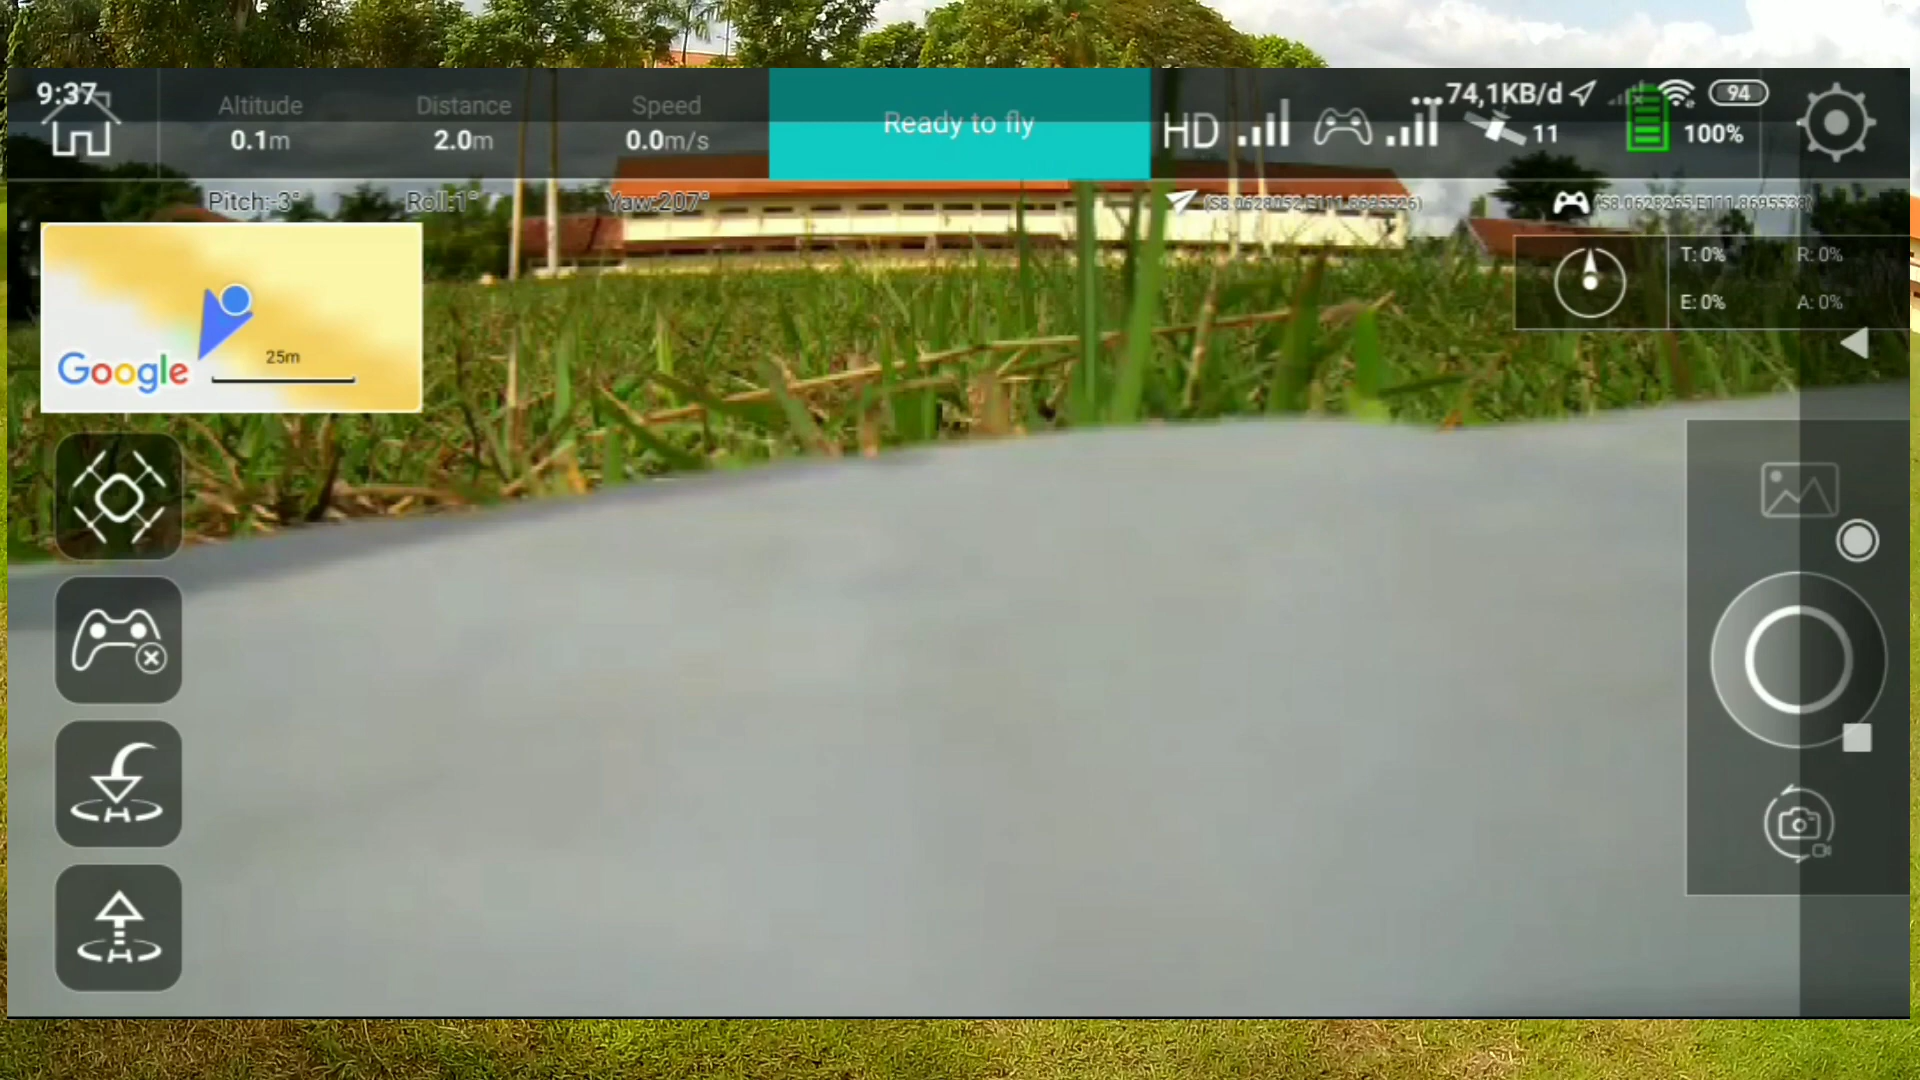 9:37
Altitude
0.1m
Distance
2.0m
Speed
0.0m/s
Ready to fly
HD
...74,1KB/d
94
11
100%
Pitch:-3°
Roll:1°
Yaw:207°
Google
25m
T: 0%
R: 0%
E: 0%
A: 0%